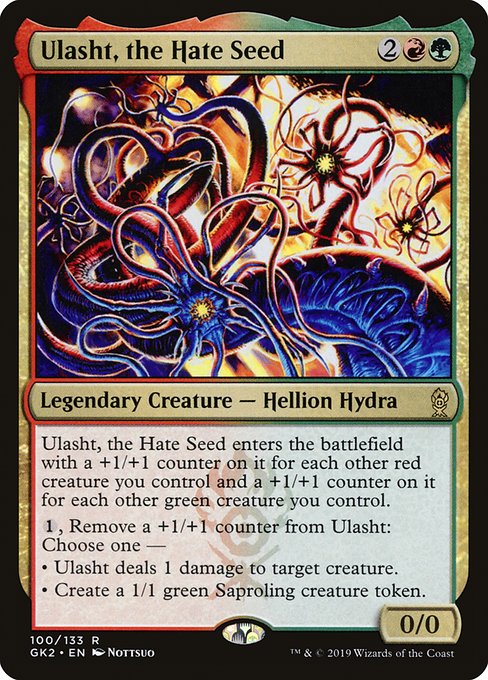 Ulasht, the Hate Seed 2
Legendary Creature — Hellion Hydra
Ulasht, the Hate Seed enters the battlefield
with a +1/+1 counter on it for each other red
creature you control and a +1/+1 counter on it
for each other green creature you control.
1, Remove a +1/+1 counter from Ulasht:
Choose one —
• Ulasht deals 1 damage to target creature.
• Create a 1/1 green Saproling creature token.
0/0
100/133 R
GK2 • EN Nottsuo
™ & © 2019 Wizards of the Coast